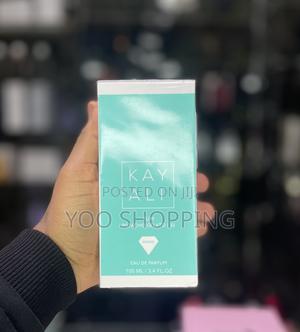 KAY
ALI
POSTED ON JIJI
YOO SHOPPING
EAU DE PARFUM
100 ML / 3.4 FL.OZ